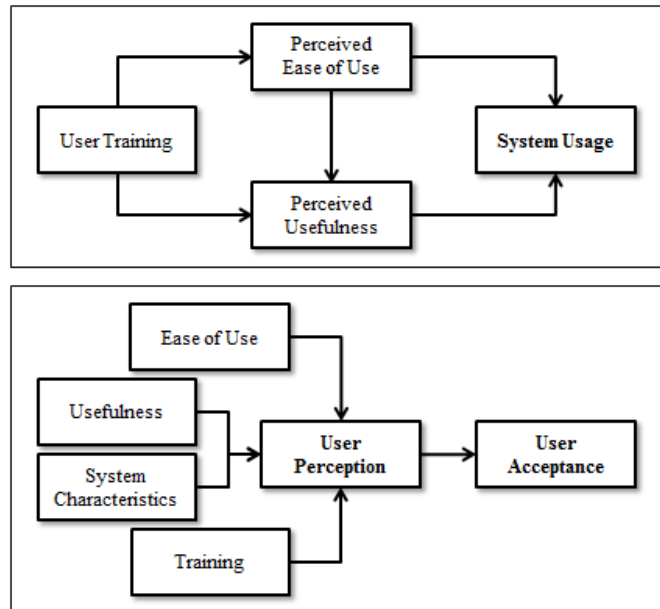 Perceived
Ease of Use
User Training
System Usage
Perceived
Usefulness
Ease of Use
Usefulness
User
Perception
User
Acceptance
System
Characteristics
Training